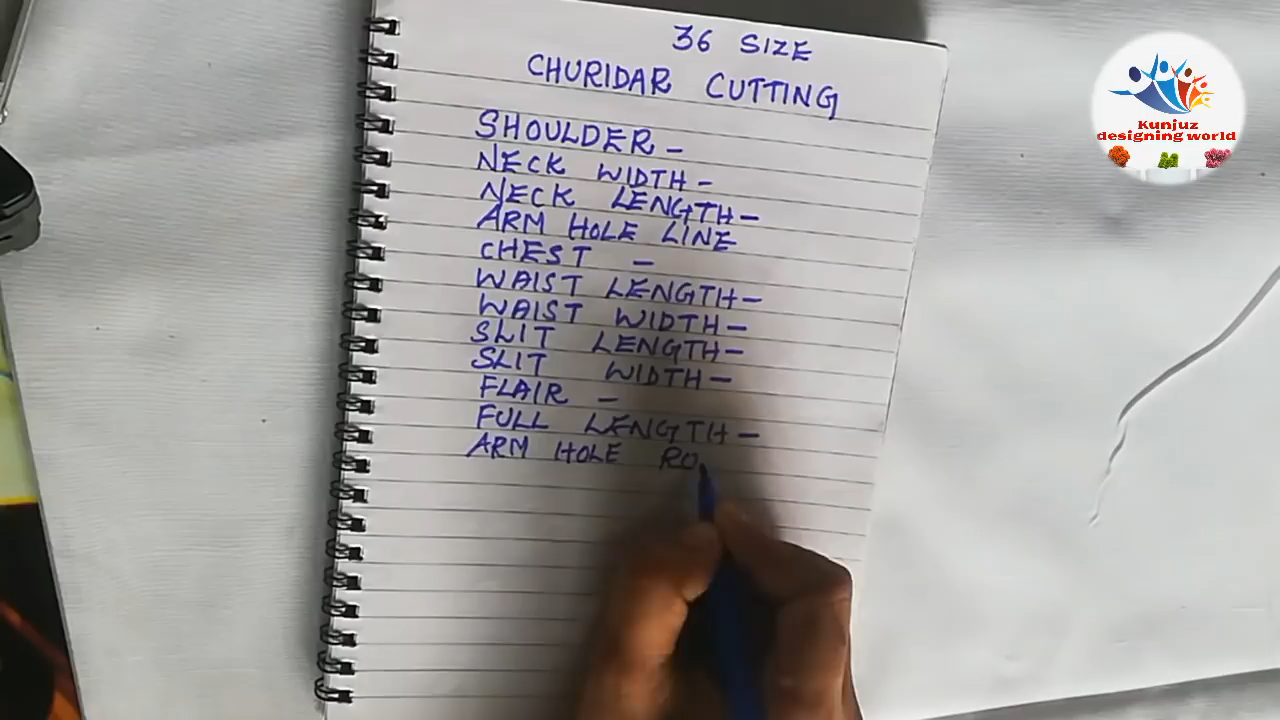 36 SIZE
CHURIDAR CUTTING
SHOULDER -
NECK WIDTH -
NECK LENGTH -
ARM HOLE LINE
CHEST -
WAIST LENGTH -
WAIST WIDTH -
SLIT LENGTH -
SLIT WIDTH -
FLAIR -
FULL LENGTH -
ARM HOLE RO
Kunjuz
designing world